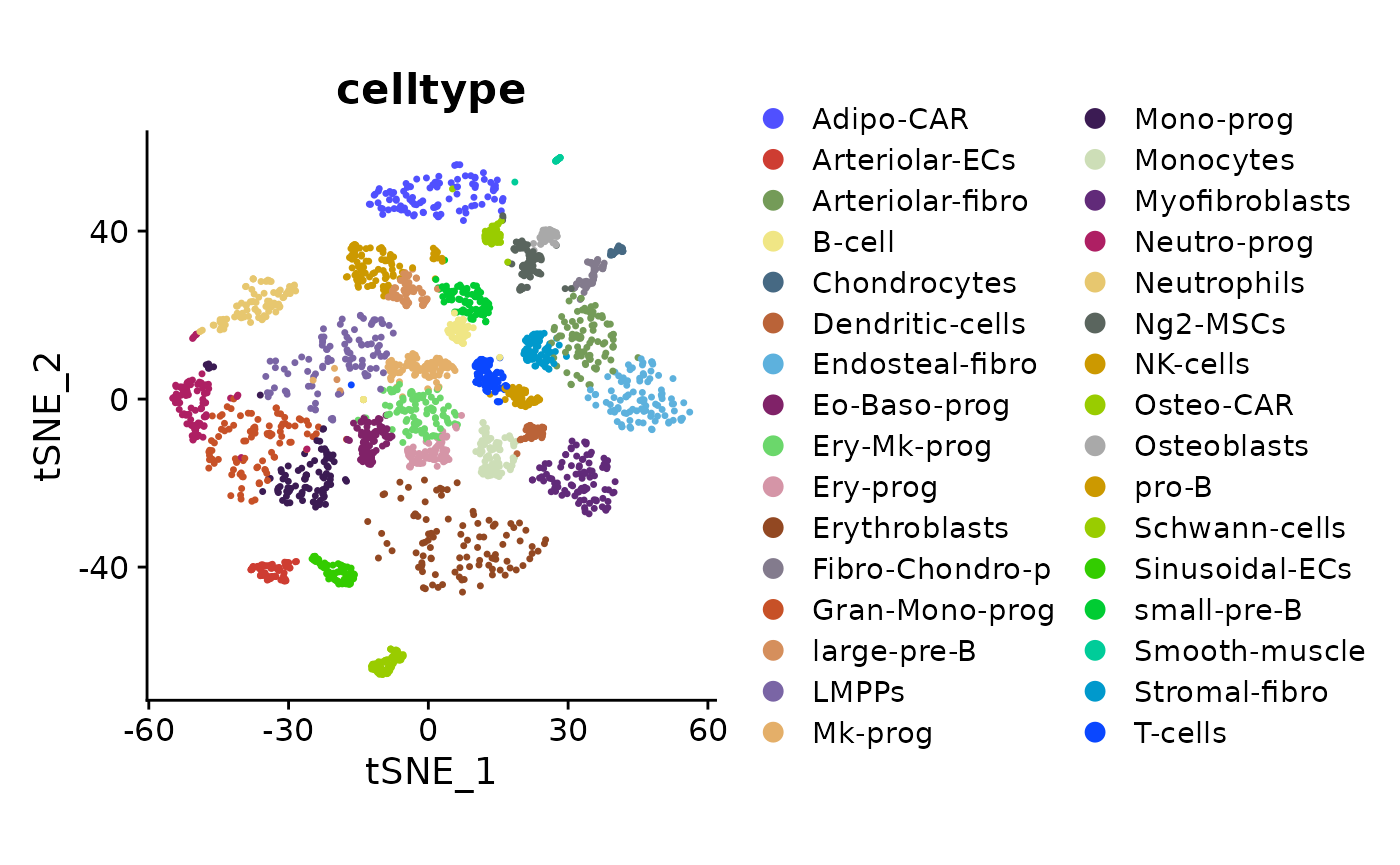 celltype
40
0
-40
tSNE_2
-60
-30
0
30
60
tSNE_1
Adipo-CAR
Arteriolar-ECs
Arteriolar-fibro
B-cell
Chondrocytes
Dendritic-cells
Endosteal-fibro
Eo-Baso-prog
Ery-Mk-prog
Ery-prog
Erythroblasts
Fibro-Chondro-p
Gran-Mono-prog
large-pre-B
LMPPs
Mk-prog
Mono-prog
Monocytes
Myofibroblasts
Neutro-prog
Neutrophils
Ng2-MSCs
NK-cells
Osteo-CAR
Osteoblasts
pro-B
Schwann-cells
Sinusoidal-ECs
small-pre-B
Smooth-muscle
Stromal-fibro
T-cells